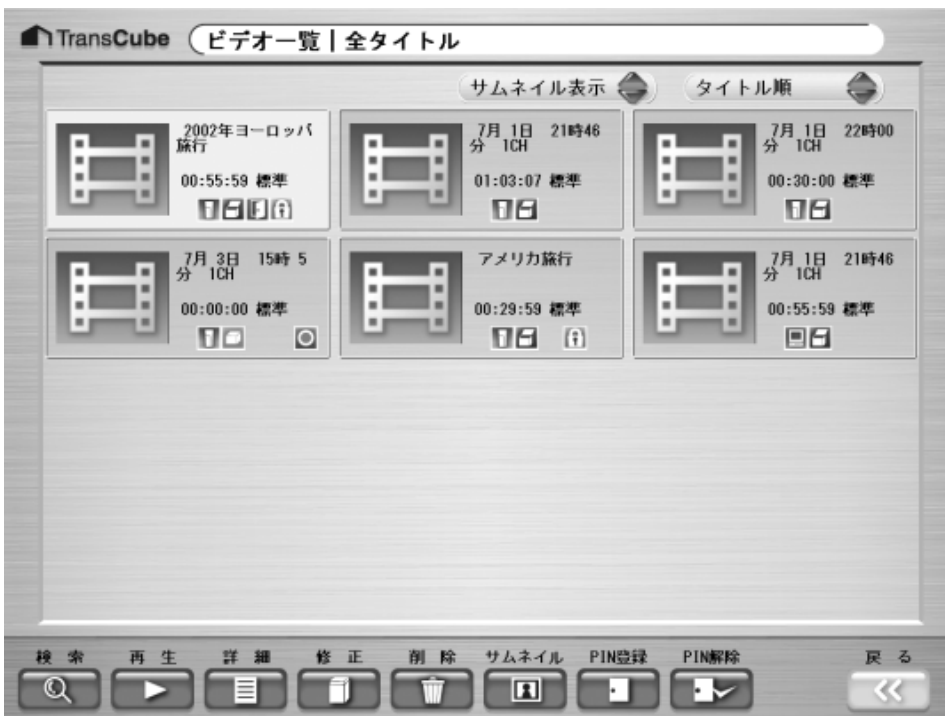 TransCube ビデオ一覧 | 全タイトル
サムネイル表示 タイトル順
2002年ヨーロッパ
旅行
00:55:59 標準
7月 1日 21時46
分 1CH
01:03:07 標準
7月 1日 22時00
分 1CH
00:30:00 標準
7月 3日 15時 5
分 1CH
00:00:00 標準
アメリカ旅行
00:29:59 標準
7月 1日 21時46
分 1CH
00:55:59 標準
検索 再生 詳細 修正 削除 サムネイル PIN登録 PIN解除 戻る